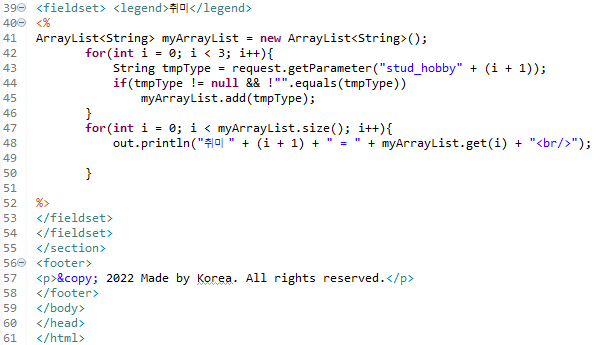 39 <fieldset> <legend>취미</legend>
40 <%
41 ArrayList<String> myArrayList = new ArrayList<String>();
42 for(int i = 0; i < 3; i++){
43 String tmpType = request.getParameter("stud_hobby" + (i + 1));
44 if(tmpType != null && !"".equals(tmpType))
45 myArrayList.add(tmpType);
46 }
47 for(int i = 0; i < myArrayList.size(); i++){
48 out.println("취미 " + (i + 1) + " = " + myArrayList.get(i) + "<br/>");
49
50 }
51
52 %>
53 </fieldset>
54 </fieldset>
55 </section>
56 <footer>
57 <p>&copy; 2022 Made by Korea. All rights reserved.</p>
58 </footer>
59 </body>
60 </head>
61 </html>